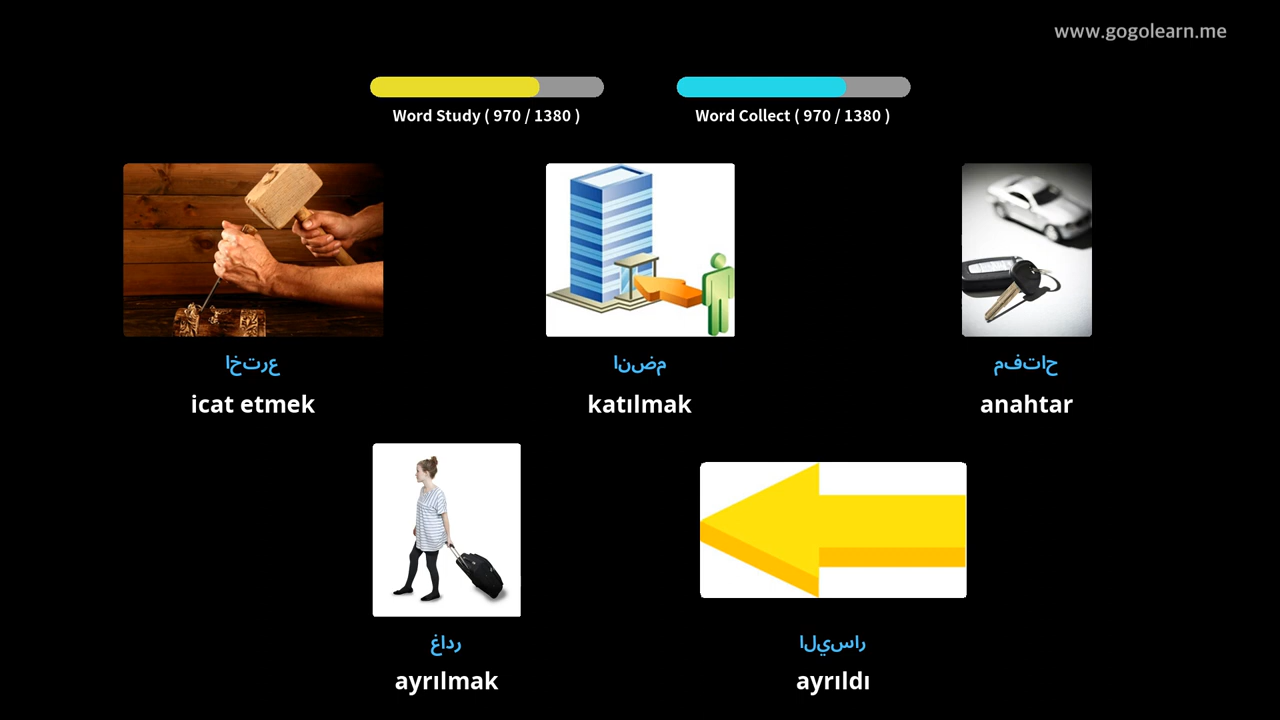 www.gogolearn.me
Word Study ( 970 / 1380 )
Word Collect ( 970 / 1380 )
اخترع
انضم
مفتاح
icat etmek
katılmak
anahtar
غادر
اليسار
ayrılmak
ayrıldı